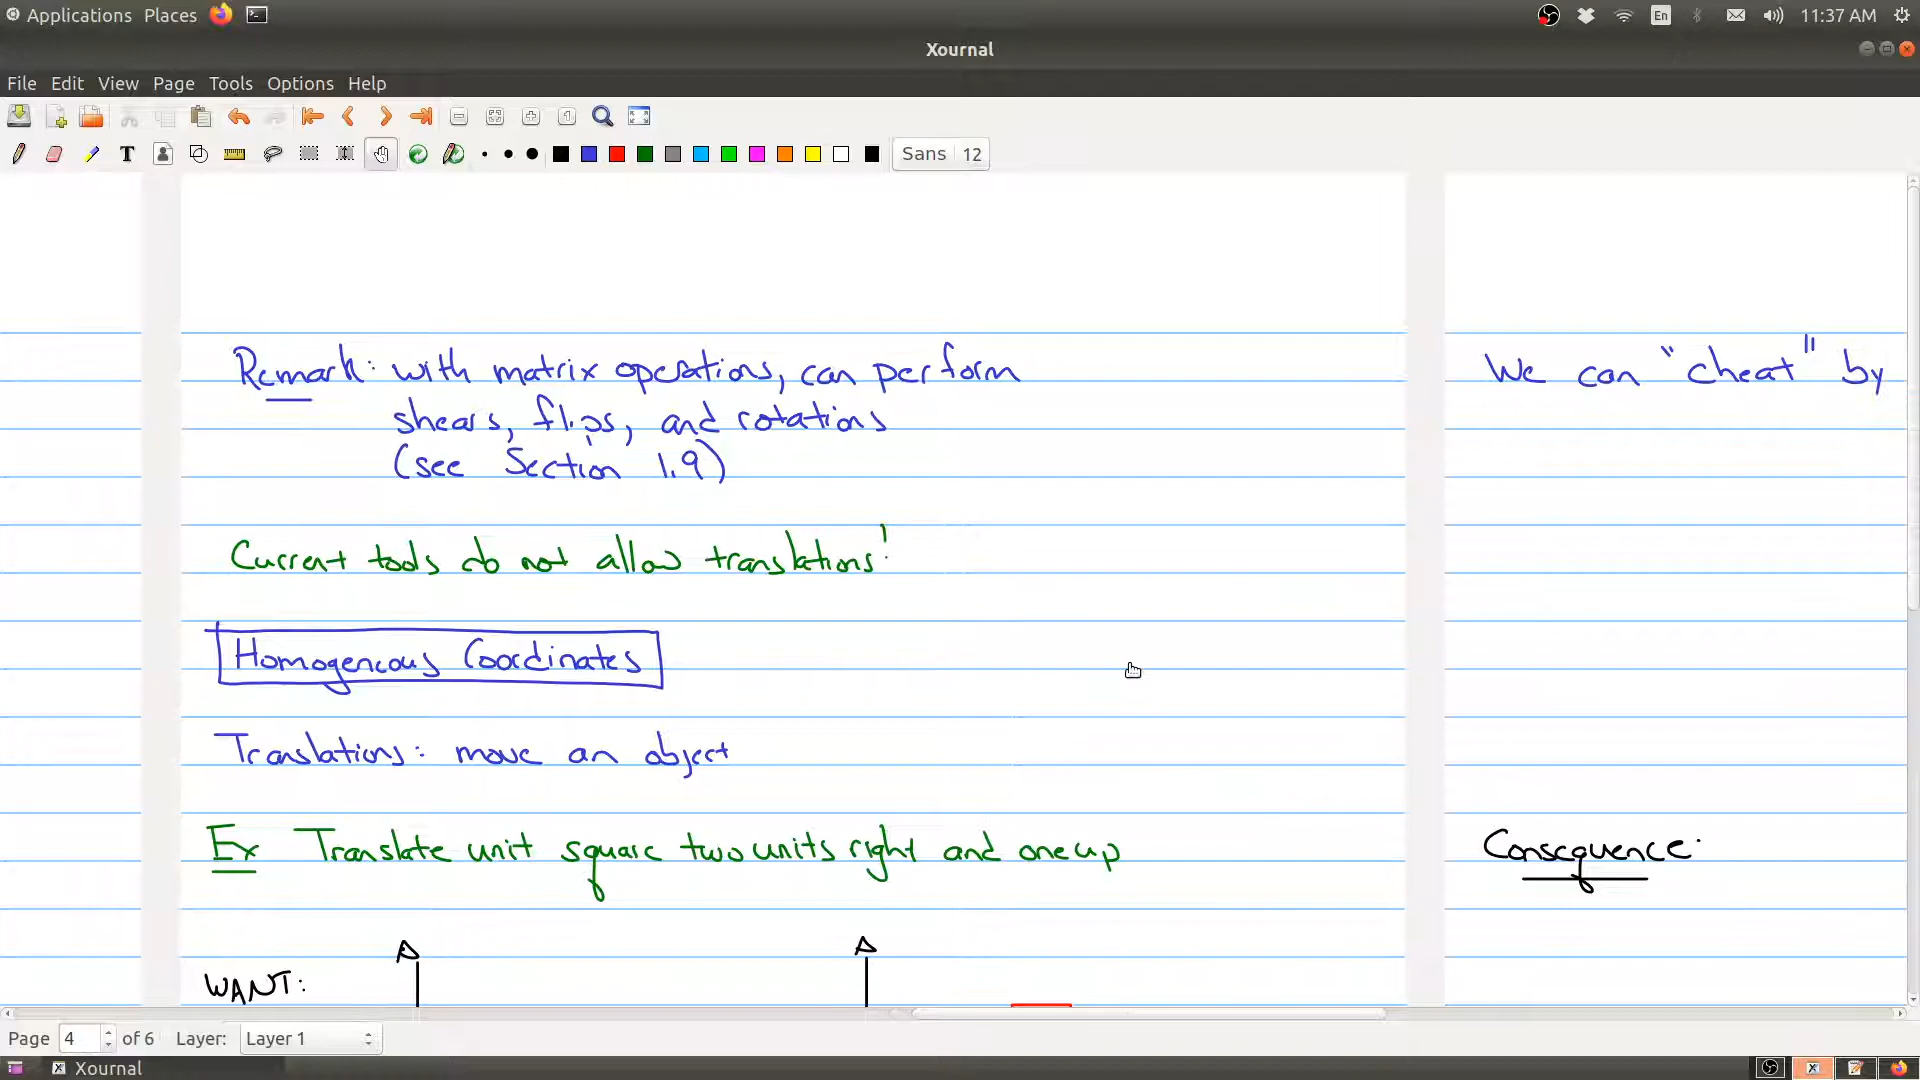 Applications Places
En
11:37 AM
Xournal
File Edit View Page Tools Options Help
T
Sans 12
Remark: with matrix operations, can perform
shears, flips, and rotations
(see Section 1.9)
Current tools do not allow translations!
Homogeneous Coordinates
Translations: move an object
Ex Translate unit square two units right and one up
WANT:
We can "cheat" by
Consequence:
Page 4 of 6 Layer: Layer 1
Xournal